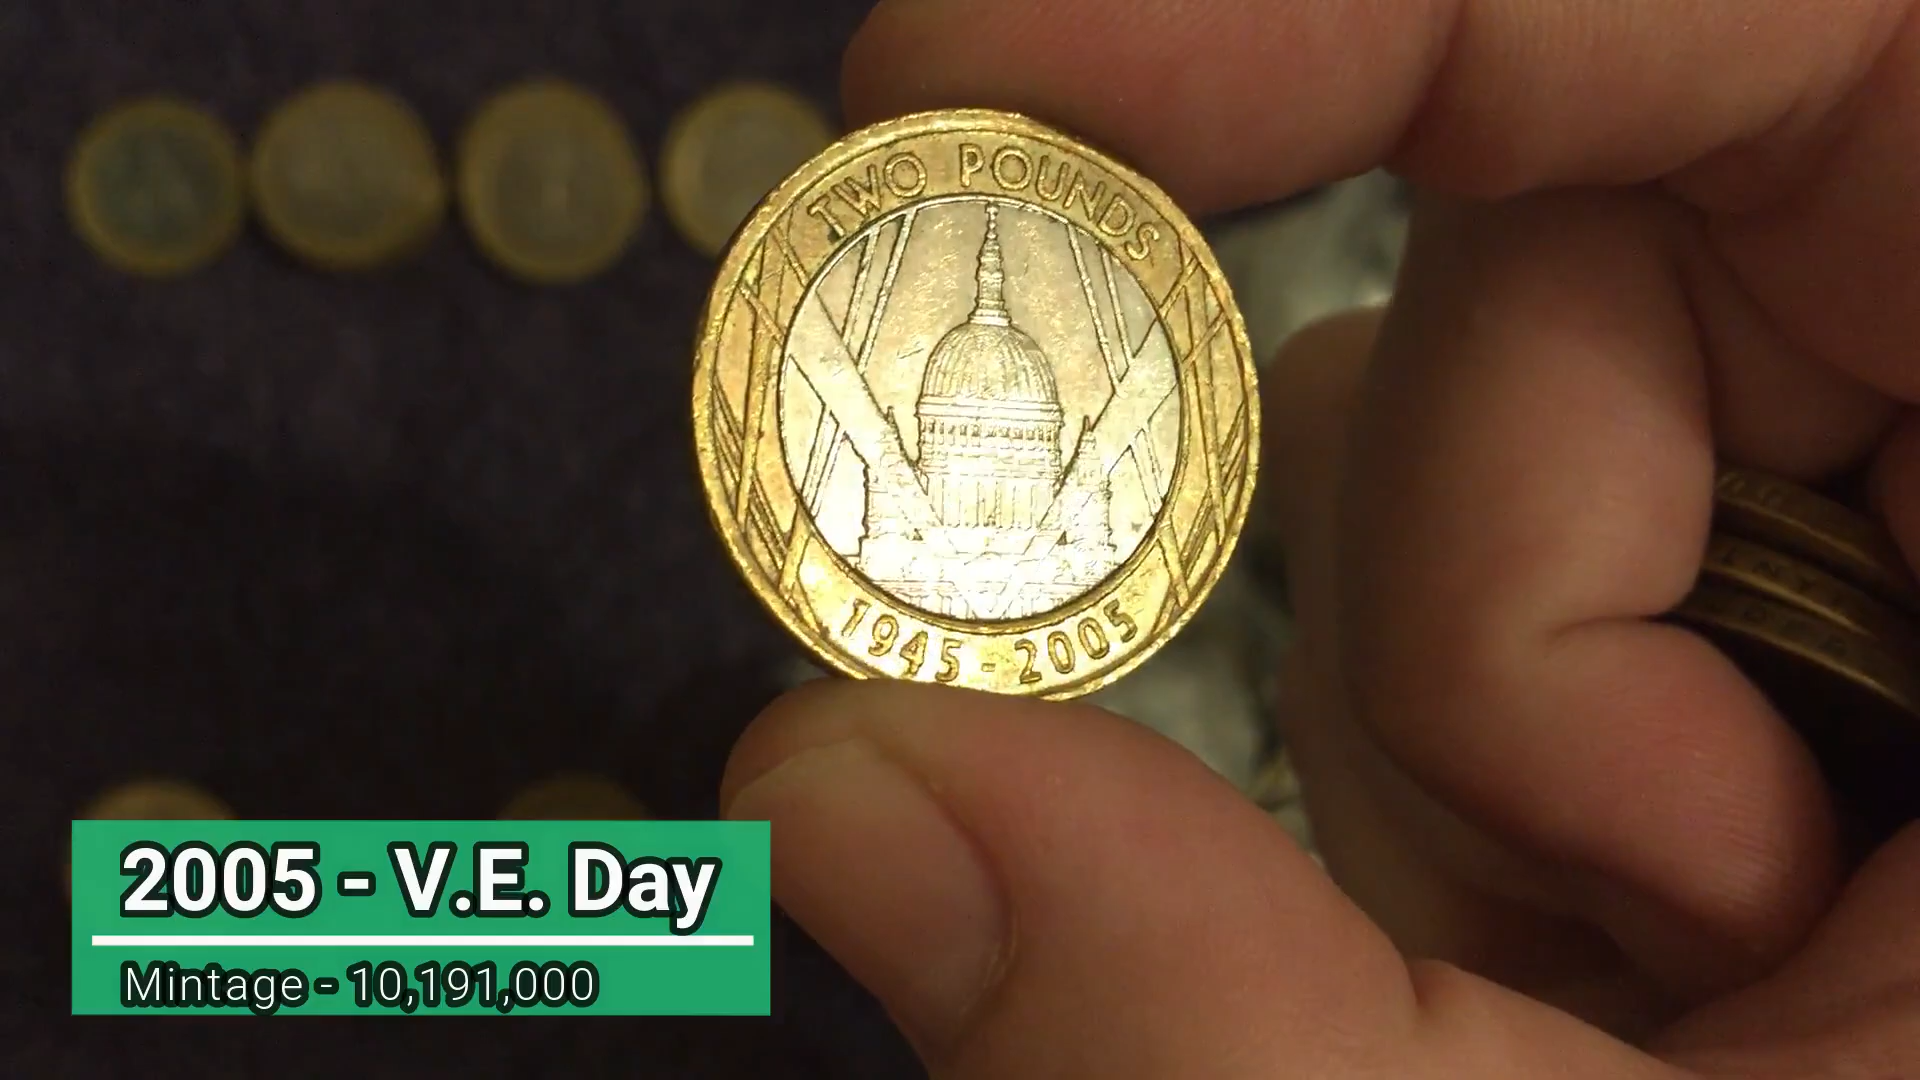 TWO POUNDS
1945 - 2005
2005 - V.E. Day
Mintage - 10,191,000